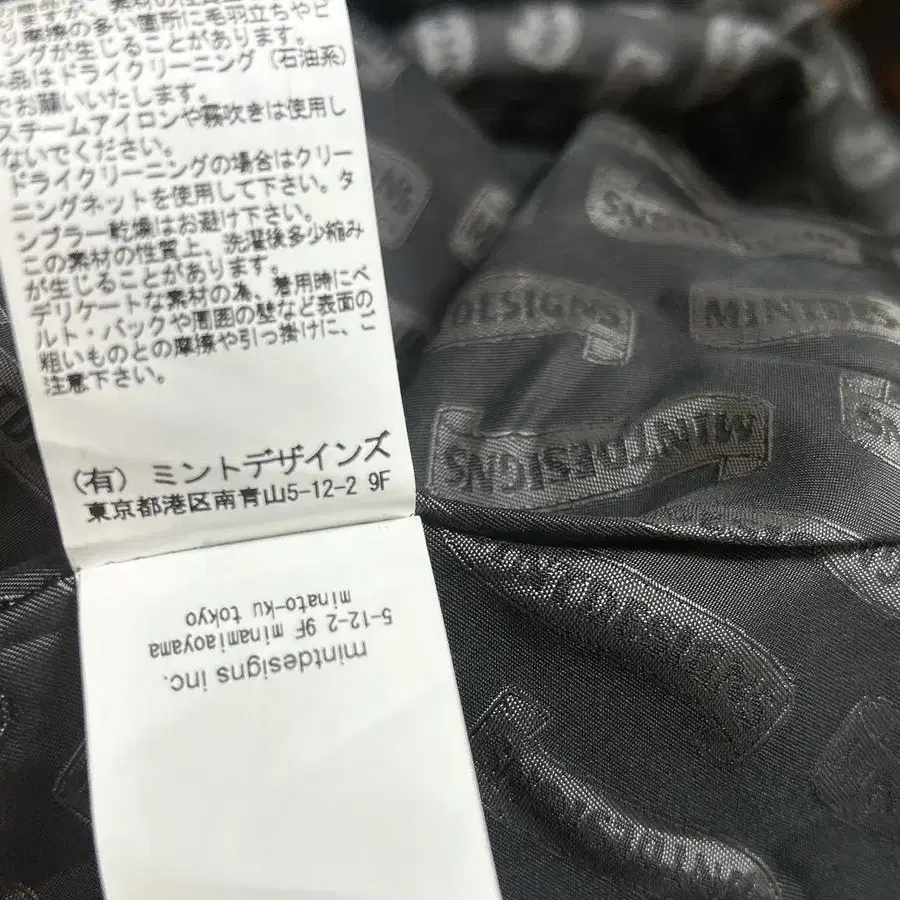 摩擦の多い箇所に毛羽立ちやピ
ングが生じることがあります。
品はドライクリーニング（石油系）
でお願いいたします。
スチームアイロンや霧吹きは使用し
ないでください。
ドライクリーニングの場合はクリー
ニングネットを使用して下さい。タ
ンブラー乾燥はお避け下さい。
この素材の性質上、洗濯後多少縮み
が生じることがあります。
デリケートな素材の為、着用時にベ
ルト・バックや周囲の壁など表面の
粗いものとの摩擦や引っ掛けに、ご
注意下さい。
（有）ミントデザインズ
東京都港区南青山5-12-2 9F
mintdesigns inc.
5-12-2 9F minamiaoyama
minato-ku tokyo
DESIGNS
MINTDES
MINTDESIGNS